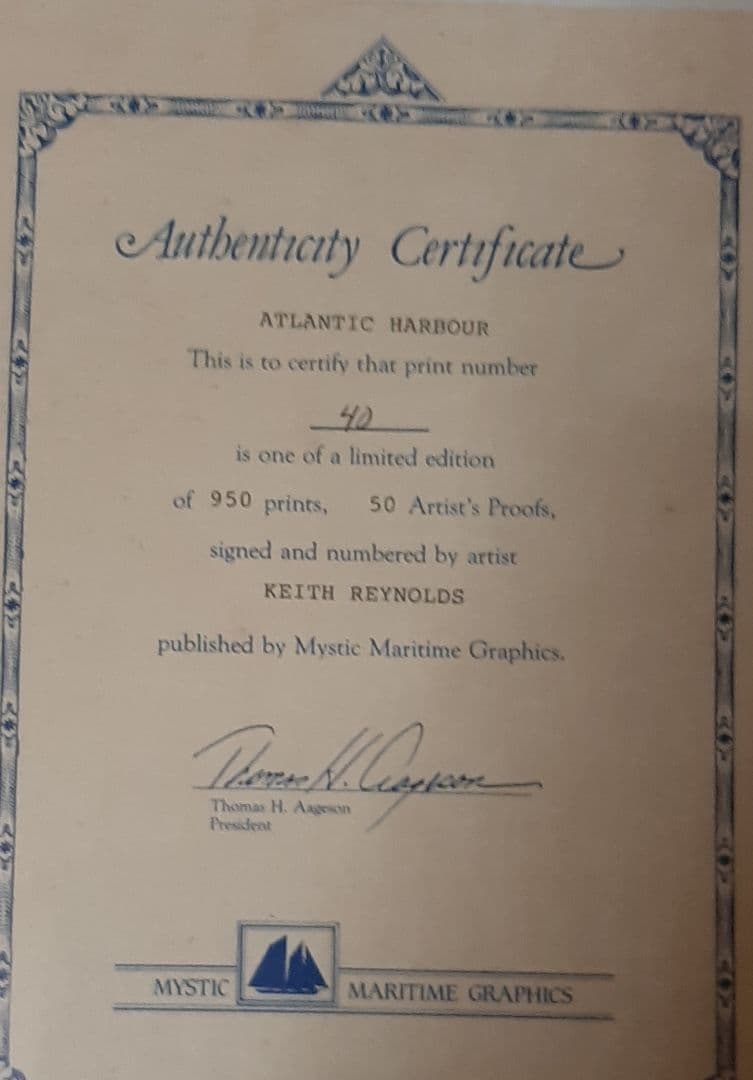 Authenticity Certificate
ATLANTIC HARBOUR
This is to certify that print number
40
is one of a limited edition
of 950 prints, 50 Artist's Proofs,
signed and numbered by artist
KEITH REYNOLDS
published by Mystic Maritime Graphics.
Thomas H. Aageson
Thomas H. Aageson
President
MYSTIC MARITIME GRAPHICS